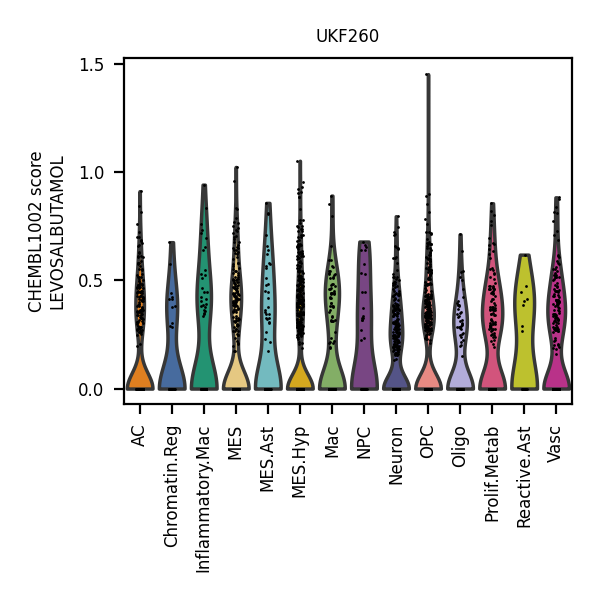 UKF260
CHEMBL1002 score
LEVOSALBUTAMOL
1.5
1.0
0.5
0.0
AC
Chromatin.Reg
Inflammatory.Mac
MES
MES.Ast
MES.Hyp
Mac
NPC
Neuron
OPC
Oligo
Prolif.Metab
Reactive.Ast
Vasc